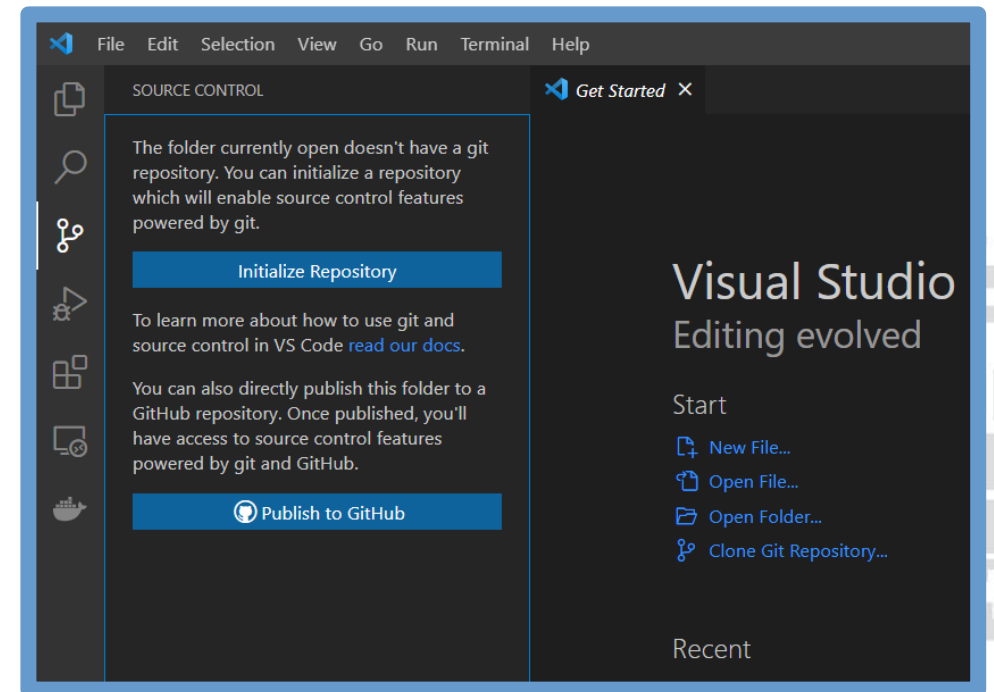 File Edit Selection View Go Run Terminal Help
SOURCE CONTROL
The folder currently open doesn't have a git
repository. You can initialize a repository
which will enable source control features
powered by git.
Initialize Repository
To learn more about how to use git and
source control in VS Code read our docs.
You can also directly publish this folder to a
GitHub repository. Once published, you'll
have access to source control features
powered by git and GitHub.
Publish to GitHub
Get Started
Visual Studio
Editing evolved
Start
New File...
Open File...
Open Folder...
Clone Git Repository...
Recent